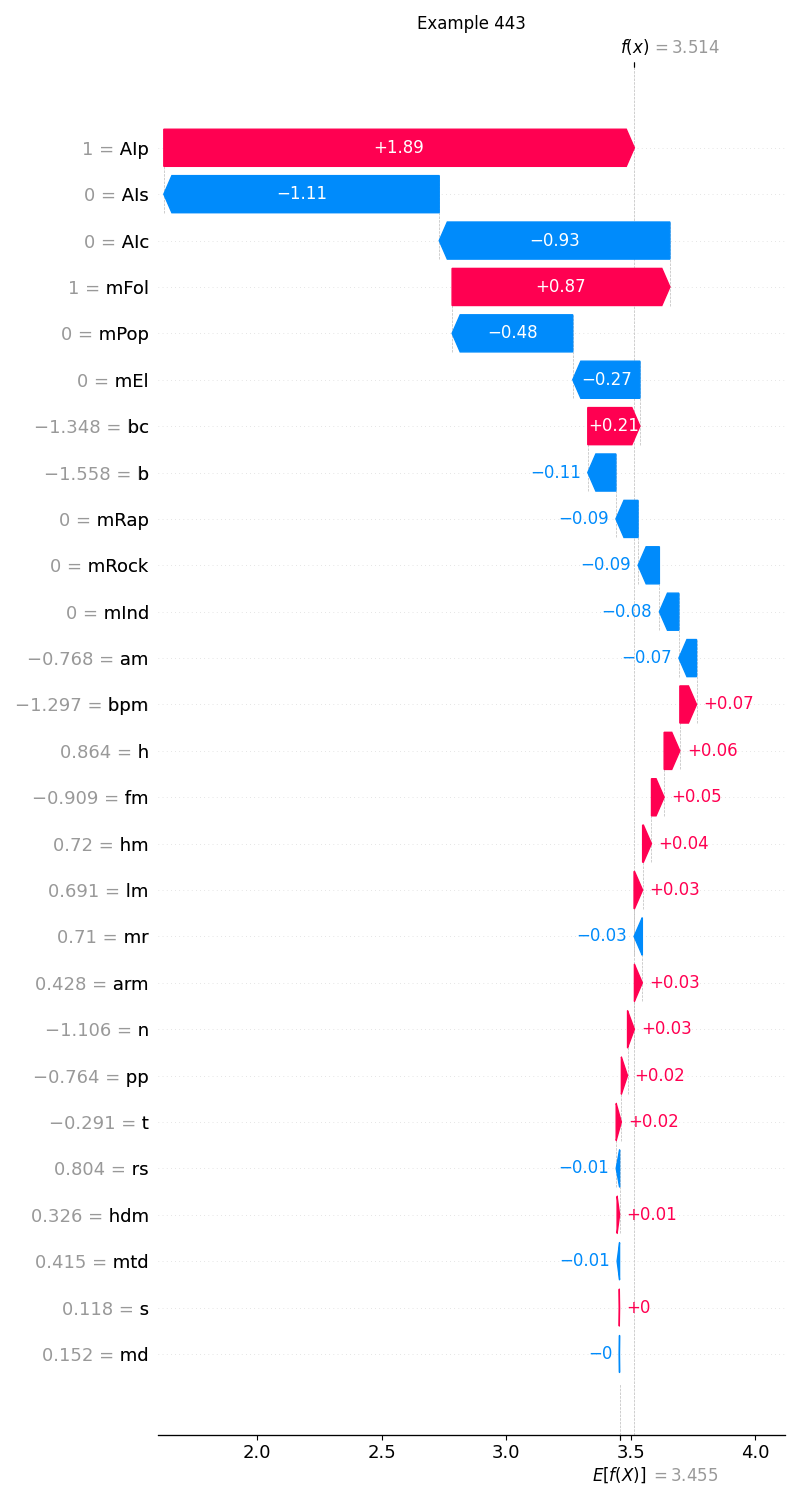 Example 443
f(x) = 3.514
1 = AIp +1.89
0 = AIs −1.11
0 = AIc −0.93
1 = mFol +0.87
0 = mPop −0.48
0 = mEl −0.27
−1.348 = bc +0.21
−1.558 = b −0.11
0 = mRap −0.09
0 = mRock −0.09
0 = mInd −0.08
−0.768 = am −0.07
−1.297 = bpm +0.07
0.864 = h +0.06
−0.909 = fm +0.05
0.72 = hm +0.04
0.691 = lm +0.03
0.71 = mr −0.03
0.428 = arm +0.03
−1.106 = n +0.03
−0.764 = pp +0.02
−0.291 = t +0.02
0.804 = rs −0.01
0.326 = hdm +0.01
0.415 = mtd −0.01
0.118 = s +0
0.152 = md −0
2.0 2.5 3.0 3.5 4.0
E[f(X)] = 3.455